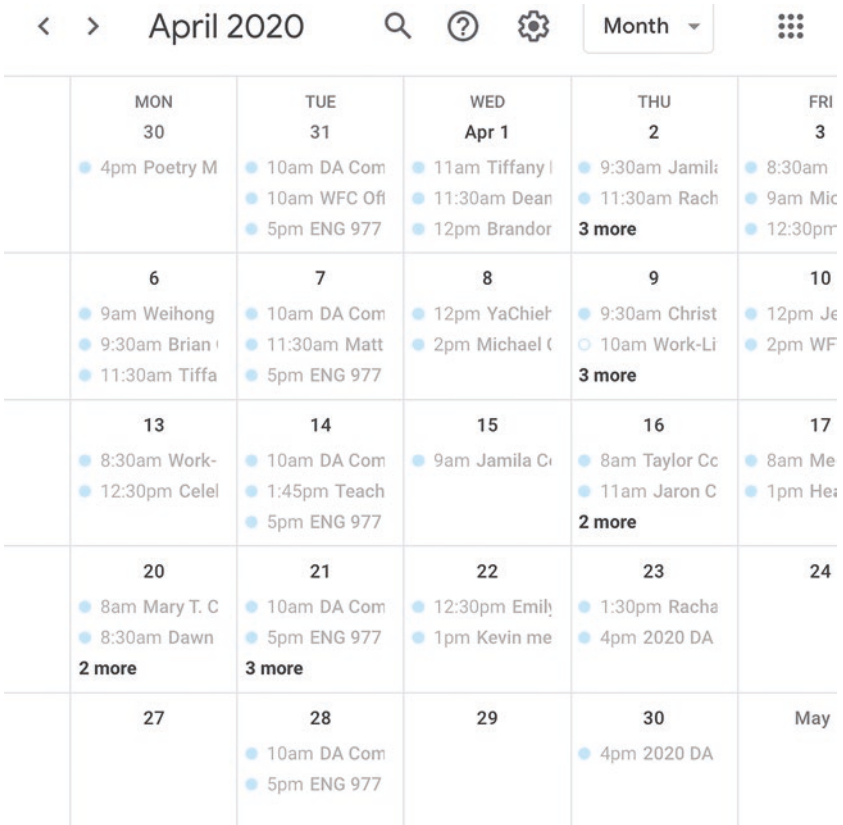 April 2020 Month
MON TUE WED THU FRI
30 31 Apr 1 2 3
4pm Poetry M 10am DA Com 11am Tiffany 9:30am Jamila 8:30am
10am WFC Off 11:30am Dean 11:30am Rach 9am Mic
5pm ENG 977 12pm Brandon 3 more 12:30pm
6 7 8 9 10
9am Weihong 10am DA Com 12pm YaChieh 9:30am Christ 12pm Je
9:30am Brian 11:30am Matt 2pm Michael 10am Work-Li 2pm WF
11:30am Tiffa 5pm ENG 977 3 more
13 14 15 16 17
8:30am Work- 10am DA Com 9am Jamila Co 8am Taylor Co 8am Me
12:30pm Celel 1:45pm Teach 11am Jaron C 1pm Hea
5pm ENG 977 2 more
20 21 22 23 24
8am Mary T. C 10am DA Com 12:30pm Emily 1:30pm Racha
8:30am Dawn 5pm ENG 977 1pm Kevin me 4pm 2020 DA
2 more 3 more
27 28 29 30 May
10am DA Com 4pm 2020 DA
5pm ENG 977